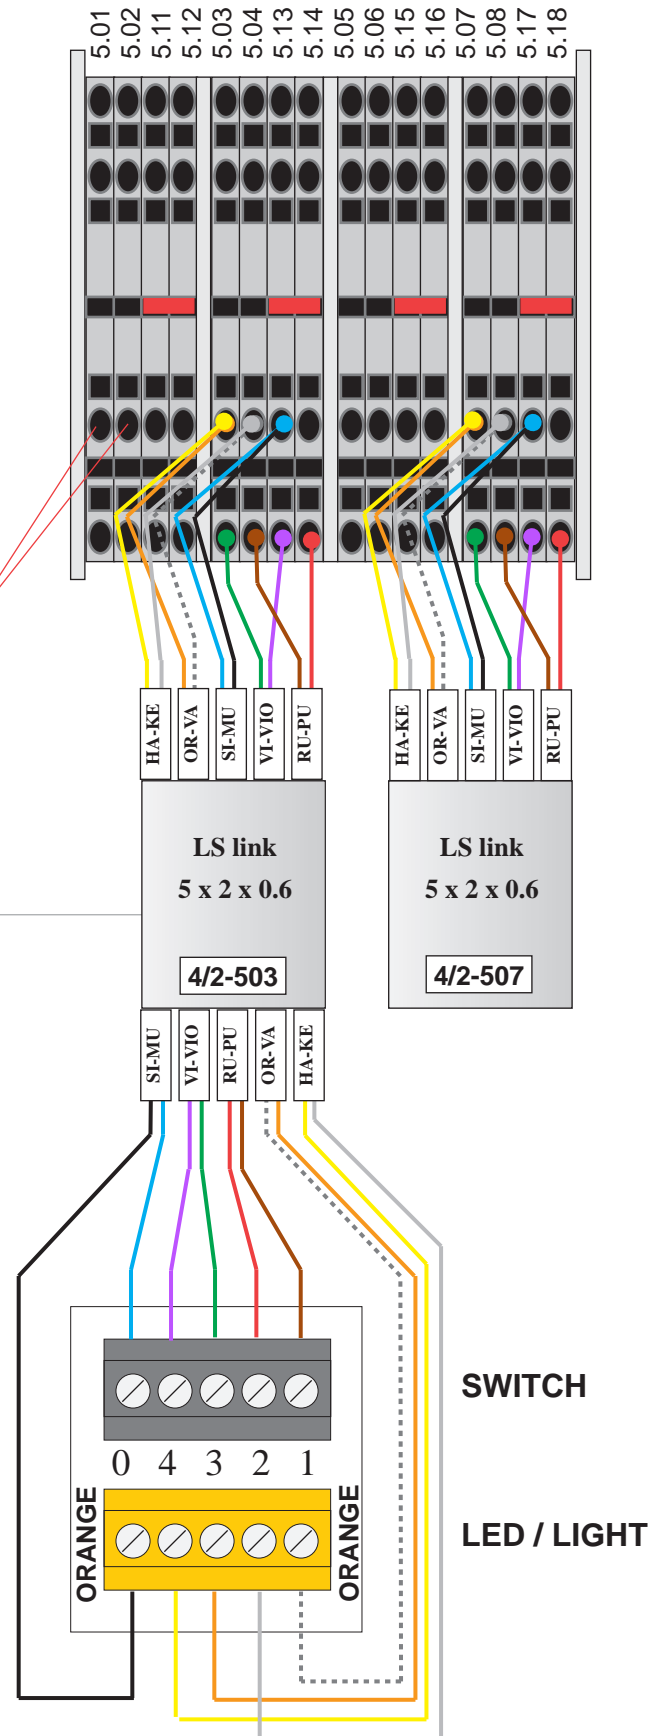 5.01 5.02 5.11 5.12 5.03 5.04 5.13 5.14 5.05 5.06 5.15 5.16 5.07 5.08 5.17 5.18
HA-KE OR-VA SI-MU VI-VIO RU-PU
HA-KE OR-VA SI-MU VI-VIO RU-PU
LS link
5 x 2 x 0.6
4/2-503
LS link
5 x 2 x 0.6
4/2-507
SI-MU VI-VIO RU-PU OR-VA HA-KE
SWITCH
0 4 3 2 1
ORANGE
ORANGE
LED / LIGHT